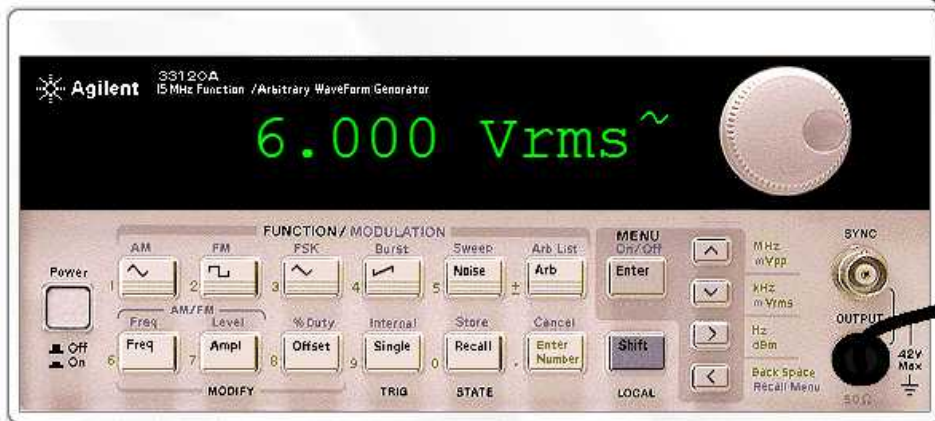 33120A
Agilent 15 MHz Function /Arbitrary WaveForm Genorator
6.000 Vrms~
FUNCTION/MODULATION
AM FM FSK Burst Sweep Arb List
MENU
On/Off
SYNC
Power
1 2 3 4 5 Noise ± Arb
Enter
MHz
mVpp
kHz
mVrms
AM/FM
Freq Level %Duty Internal Store Cancel
OUTPUT
Off
On
6 Freq 7 Ampl 8 Offset 9 Single 0 Recall . Enter
Number
Shift
Hz
dBm
42V
Max
Back Space
Recall Menu
MODIFY TRIG STATE LOCAL
50Ω